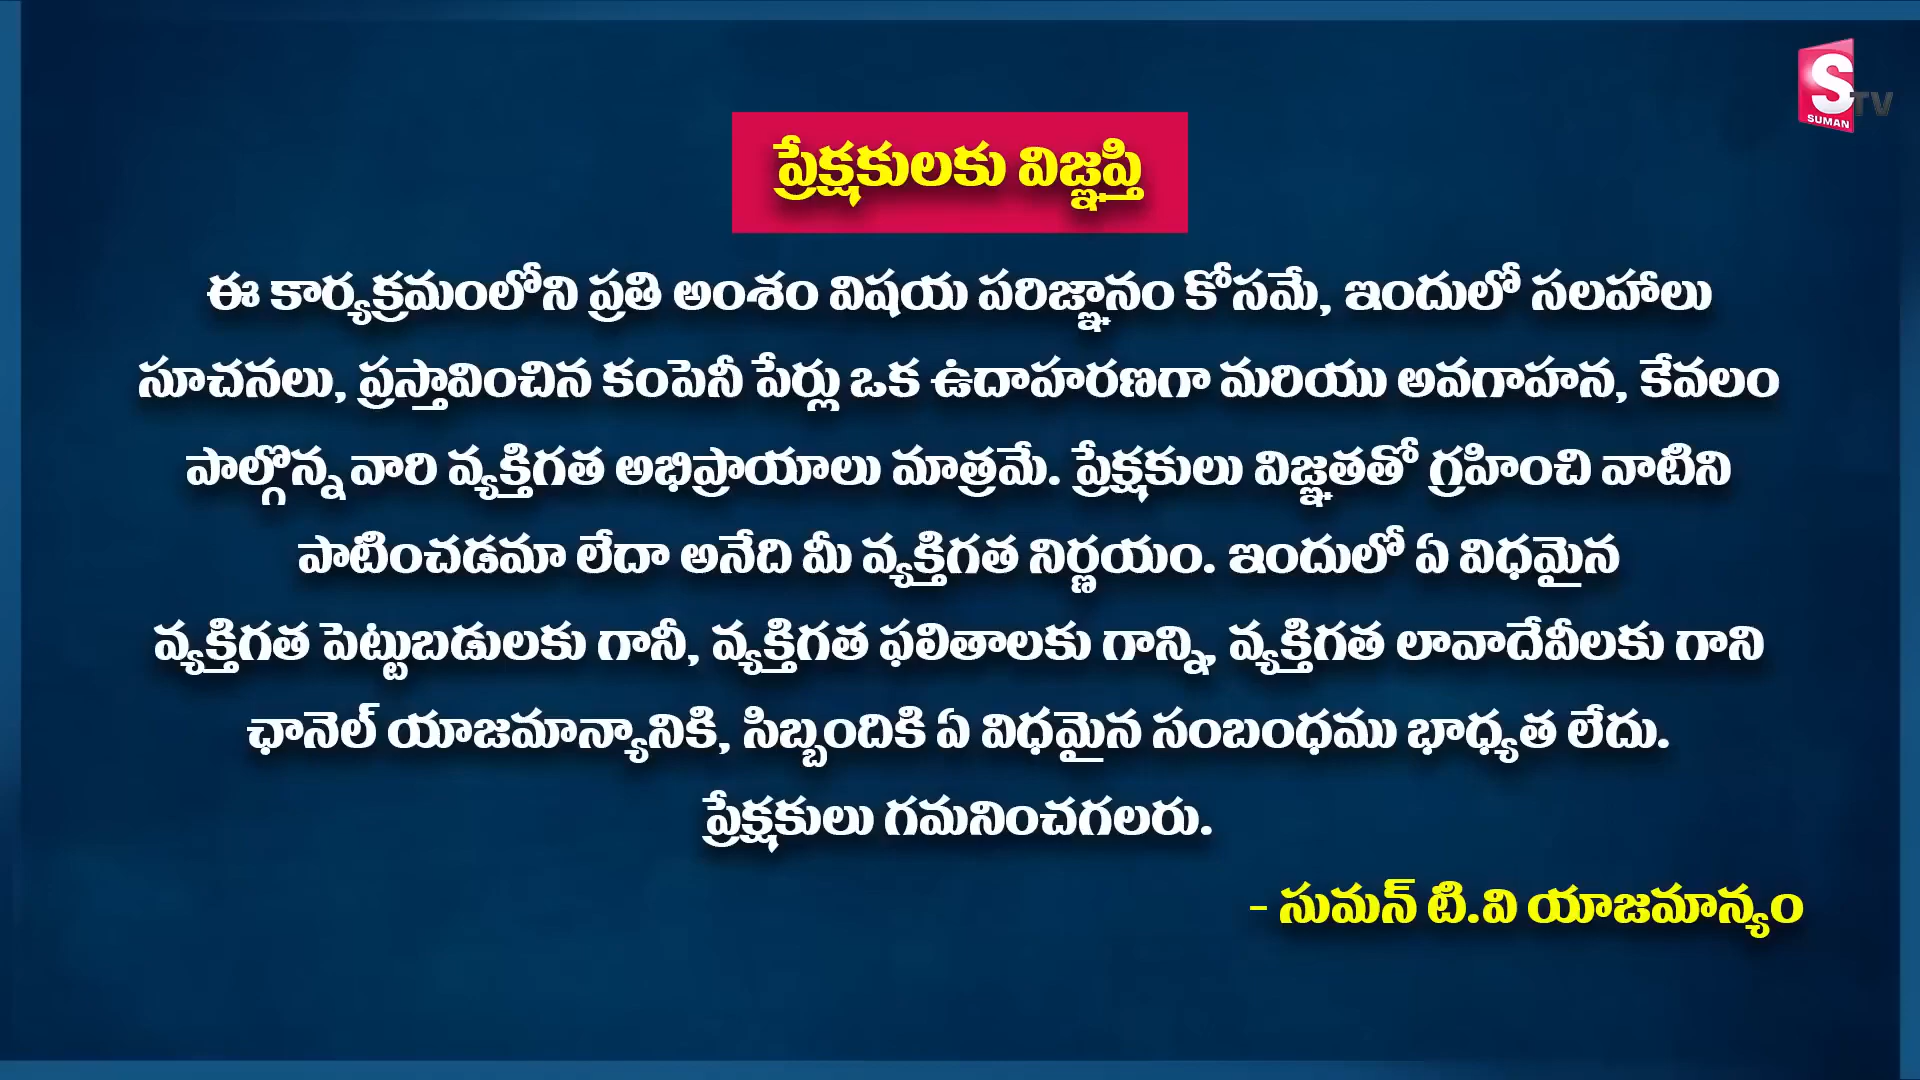 S TV
SUMAN
ప్రేక్షకులకు విజ్ఞప్తి
ఈ కార్యక్రమంలోని ప్రతి అంశం విషయ పరిజ్ఞానం కోసమే, ఇందులో సలహాలు
సూచనలు, ప్రస్తావించిన కంపెనీ పేర్లు ఒక ఉదాహరణగా మరియు అవగాహన, కేవలం
పాల్గొన్న వారి వ్యక్తిగత అభిప్రాయాలు మాత్రమే. ప్రేక్షకులు విజ్ఞతతో గ్రహించి వాటిని
పాటించడమా లేదా అనేది మీ వ్యక్తిగత నిర్ణయం. ఇందులో ఏ విధమైన
వ్యక్తిగత పెట్టుబడులకు గానీ, వ్యక్తిగత ఫలితాలకు గాన్ని, వ్యక్తిగత లావాదేవీలకు గాని
ఛానెల్ యాజమాన్యానికి, సిబ్బందికి ఏ విధమైన సంబంధము భాధ్యత లేదు.
ప్రేక్షకులు గమనించగలరు.
- సుమన్ టి.వి యాజమాన్యం